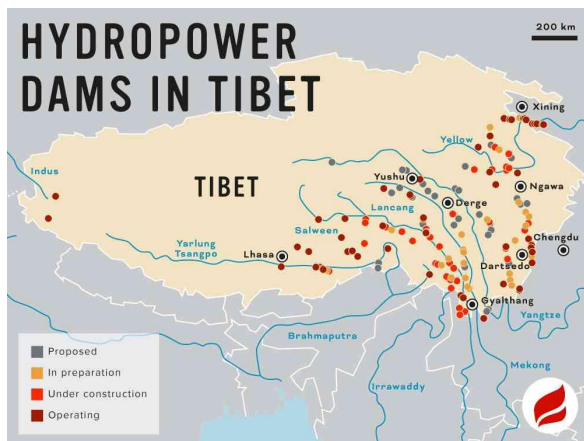 HYDROPOWER
DAMS IN TIBET
200 km
Xining
Yellow
Indus
Yushu
Ngawa
TIBET
Derge
Lancang
Salween
Chengdu
Yarlung
Tsangpo
Lhasa
Dartsedo
Gyalthang
Yangtze
Brahmaputra
Proposed
Mekong
In preparation
Irrawaddy
Under construction
Operating